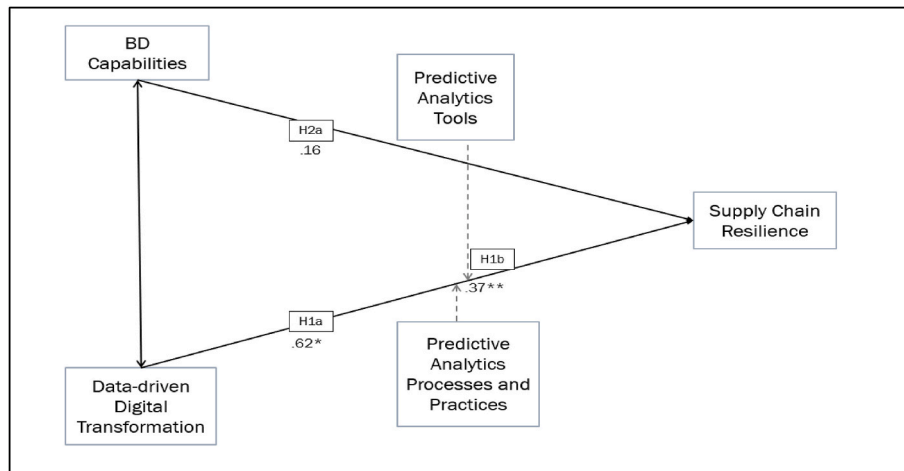 BD
Capabilities
Predictive
Analytics
Tools
H2a
.16
Supply Chain
Resilience
H1b
.37**
H1a
.62*
Predictive
Analytics
Processes and
Practices
Data-driven
Digital
Transformation